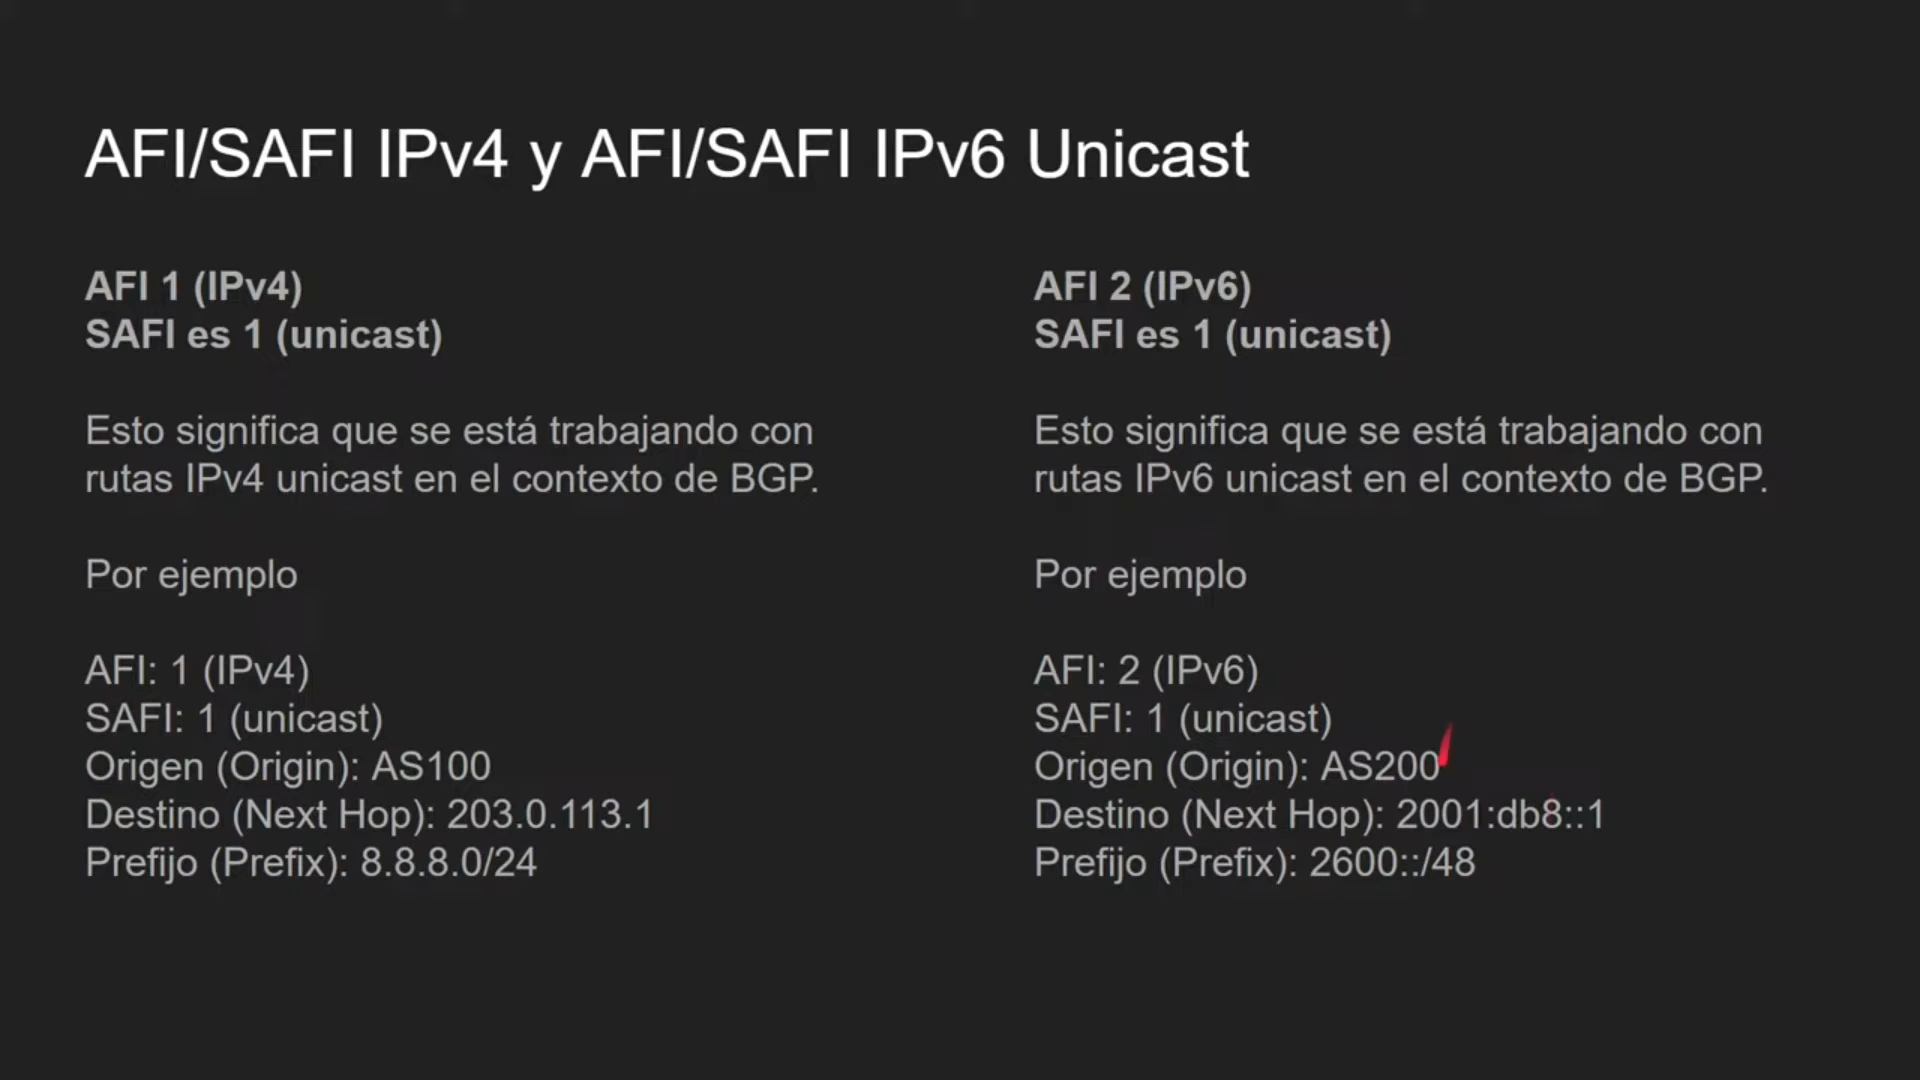 AFI/SAFI IPv4 y AFI/SAFI IPv6 Unicast
AFI 1 (IPv4)
SAFI es 1 (unicast)
Esto significa que se está trabajando con
rutas IPv4 unicast en el contexto de BGP.
Por ejemplo
AFI: 1 (IPv4)
SAFI: 1 (unicast)
Origen (Origin): AS100
Destino (Next Hop): 203.0.113.1
Prefijo (Prefix): 8.8.8.0/24
AFI 2 (IPv6)
SAFI es 1 (unicast)
Esto significa que se está trabajando con
rutas IPv6 unicast en el contexto de BGP.
Por ejemplo
AFI: 2 (IPv6)
SAFI: 1 (unicast)
Origen (Origin): AS200
Destino (Next Hop): 2001:db8::1
Prefijo (Prefix): 2600::/48